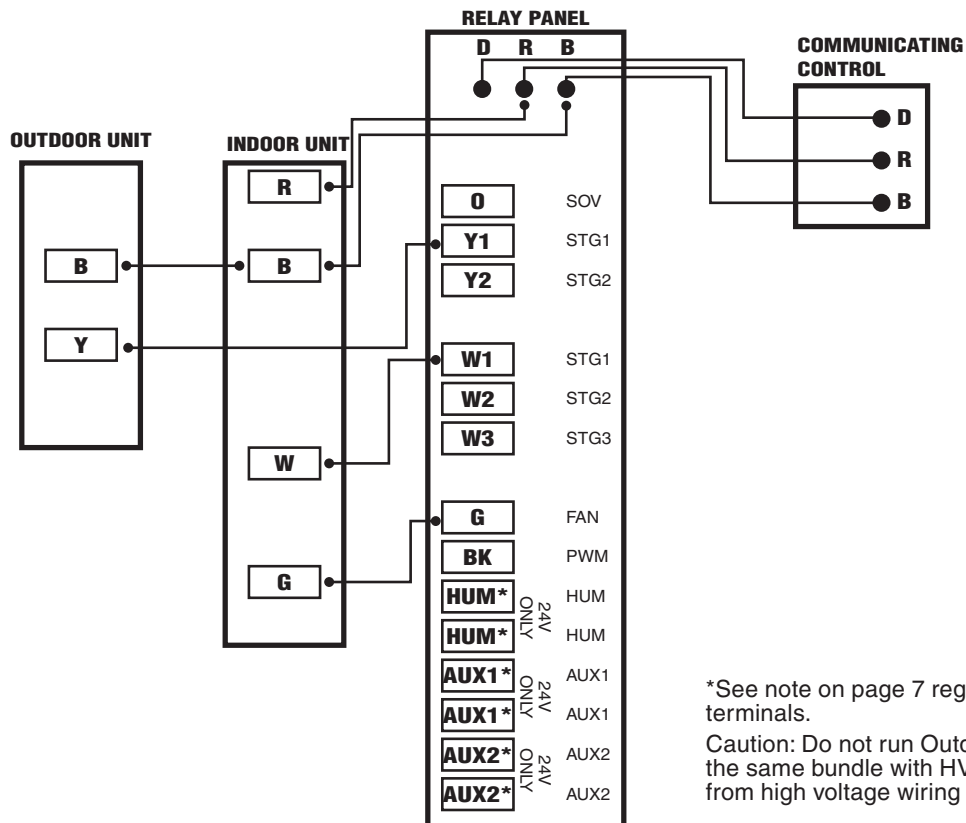 RELAY PANEL
D R B
COMMUNICATING
CONTROL
D
R
B
OUTDOOR UNIT
B
Y
INDOOR UNIT
R
B
W
G
O SOV
Y1 STG1
Y2 STG2
W1 STG1
W2 STG2
W3 STG3
G FAN
BK PWM
HUM* HUM
HUM* HUM
24V
ONLY
AUX1* AUX1
AUX1* AUX1
24V
ONLY
AUX2* AUX2
AUX2* AUX2
24V
ONLY
*See note on page 7 reg
terminals.
Caution: Do not run Outd
the same bundle with HV
from high voltage wiring